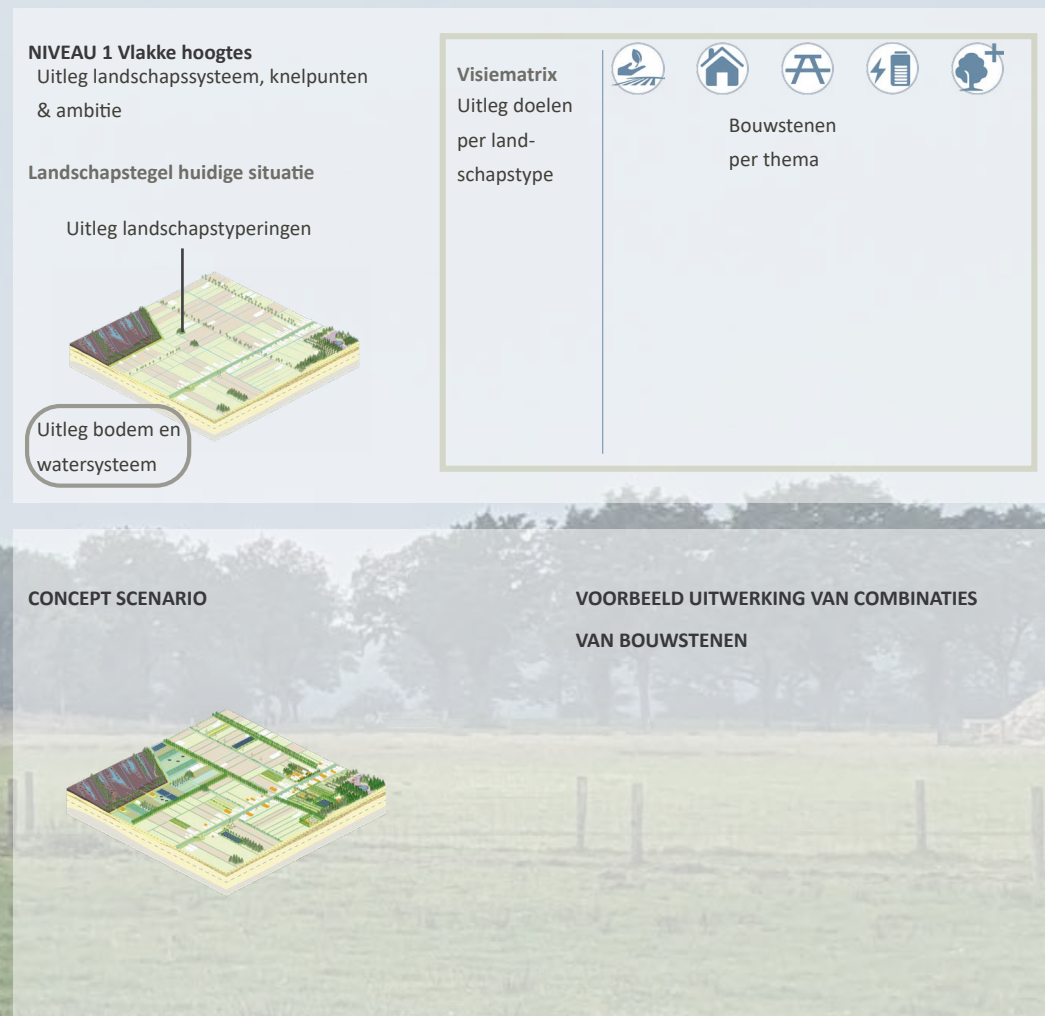 NIVEAU 1 Vlakke hoogtes
Uitleg landschapssysteem, knelpunten
& ambitie
Landschapstegel huidige situatie
Uitleg landschapstyperingen
Uitleg bodem en
watersysteem
Visiematrix
Uitleg doelen
per land-
schapstype
Bouwstenen
per thema
CONCEPT SCENARIO
VOORBEELD UITWERKING VAN COMBINATIES
VAN BOUWSTENEN